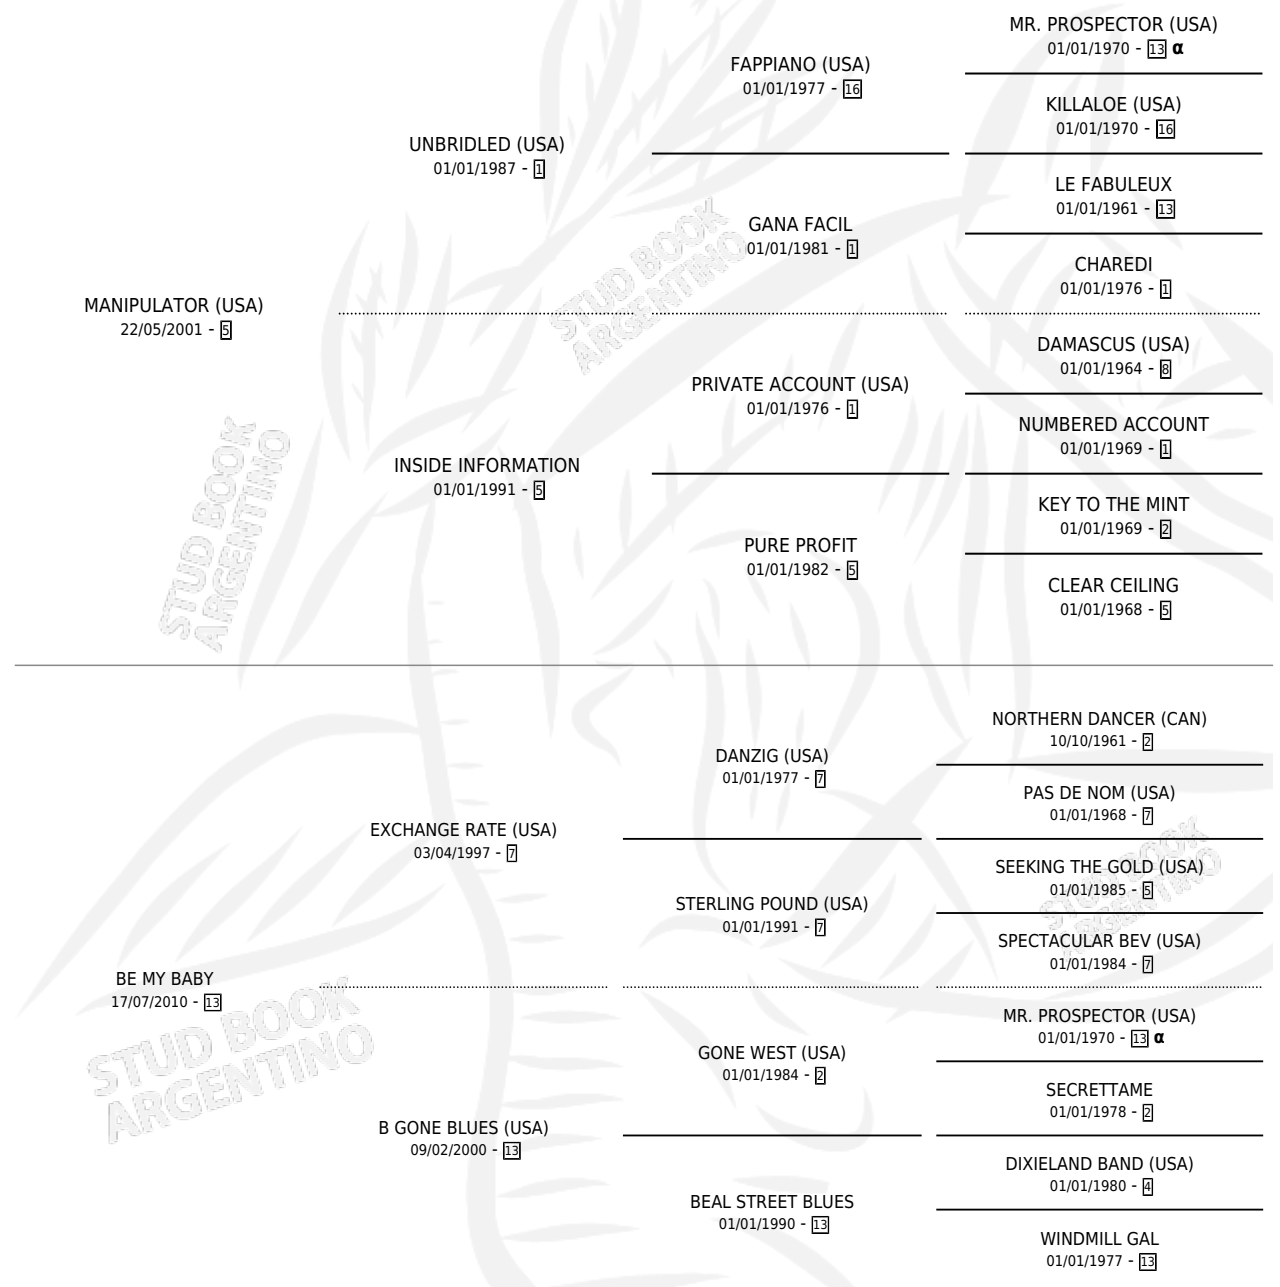 MR. PROSPECTOR (USA)
01/01/1970 - 13 α
FAPPIANO (USA)
01/01/1977 - 16
KILLALOE (USA)
01/01/1970 - 16
UNBRIDLED (USA)
01/01/1987 - 1
LE FABULEUX
01/01/1961 - 13
GANA FACIL
01/01/1981 - 1
CHAREDI
01/01/1976 - 1
MANIPULATOR (USA)
22/05/2001 - 5
STUD BOOK
ARGENTINO
DAMASCUS (USA)
01/01/1964 - 8
PRIVATE ACCOUNT (USA)
01/01/1976 - 1
NUMBERED ACCOUNT
01/01/1969 - 1
INSIDE INFORMATION
01/01/1991 - 5
KEY TO THE MINT
01/01/1969 - 2
PURE PROFIT
01/01/1982 - 5
CLEAR CEILING
01/01/1968 - 5
STUD BOOK
ARGENTINO
NORTHERN DANCER (CAN)
10/10/1961 - 2
DANZIG (USA)
01/01/1977 - 7
PAS DE NOM (USA)
01/01/1968 - 7
EXCHANGE RATE (USA)
03/04/1997 - 7
SEEKING THE GOLD (USA)
01/01/1985 - 5
STERLING POUND (USA)
01/01/1991 - 7
SPECTACULAR BEV (USA)
01/01/1984 - 7
STUD BOOK
ARGENTINO
BE MY BABY
17/07/2010 - 13
MR. PROSPECTOR (USA)
01/01/1970 - 13 α
GONE WEST (USA)
01/01/1984 - 2
SECRETTAME
01/01/1978 - 2
B GONE BLUES (USA)
09/02/2000 - 13
DIXIELAND BAND (USA)
01/01/1980 - 4
BEAL STREET BLUES
01/01/1990 - 13
WINDMILL GAL
01/01/1977 - 13
STUD BOOK
ARGENTINO